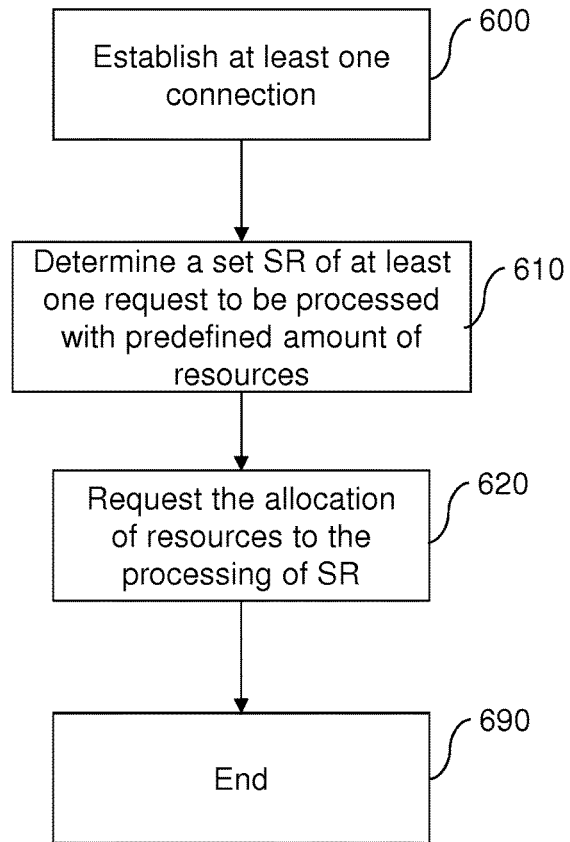 600
Establish at least one
connection
Determine a set SR of at least
one request to be processed
with predefined amount of
resources
610
620
Request the allocation
of resources to the
processing of SR
690
End